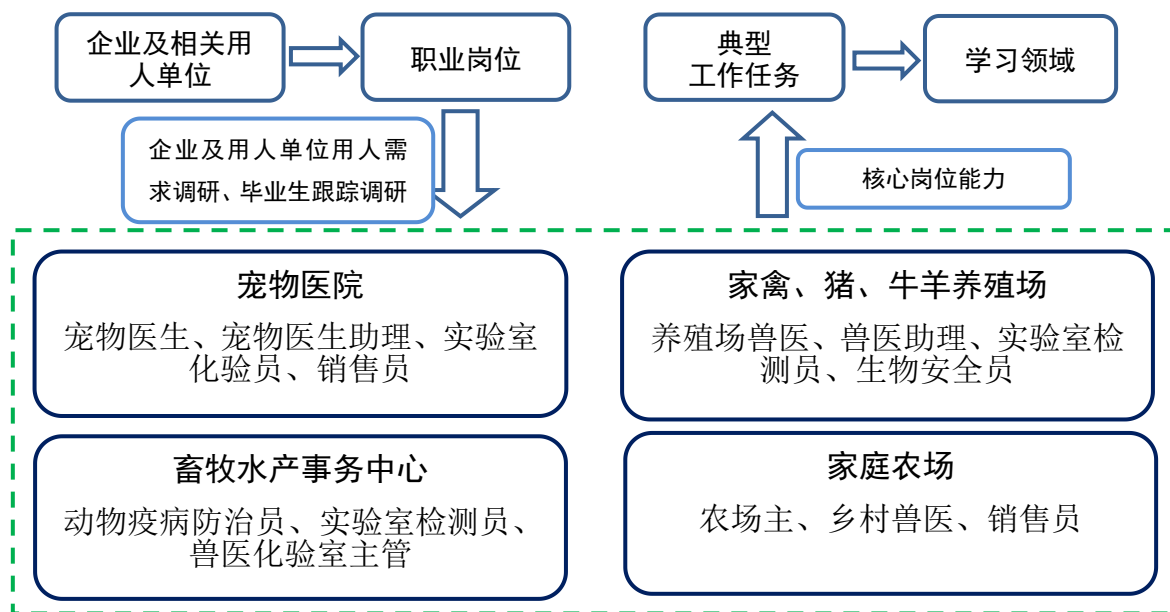 企业及相关用
人单位
职业岗位
典型
工作任务
学习领域
企业及用人单位用人需
求调研、毕业生跟踪调研
核心岗位能力
宠物医院
宠物医生、宠物医生助理、实验室
化验员、销售员
家禽、猪、牛羊养殖场
养殖场兽医、兽医助理、实验室检
测员、生物安全员
畜牧水产事务中心
动物疫病防治员、实验室检测员、
兽医化验室主管
家庭农场
农场主、乡村兽医、销售员